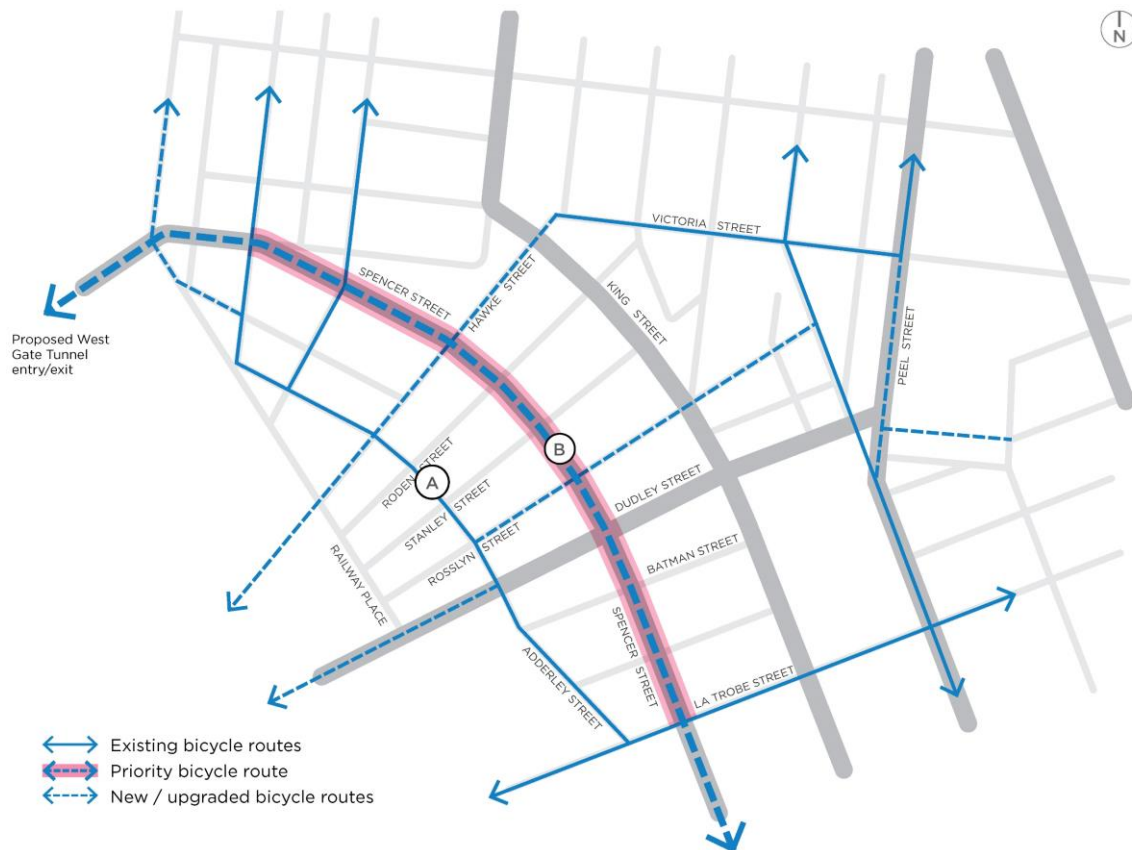 N
VICTORIA STREET
SPENCER STREET
HAWKE STREET
KING STREET
Proposed West
Gate Tunnel
entry/exit
PEEL STREET
B
RODEN STREET
A
STANLEY STREET
DUDLEY STREET
ROSSLYN STREET
RAILWAY PLACE
BATMAN STREET
SPENCER STREET
ADDERLEY STREET
LA TROBE STREET
Existing bicycle routes
Priority bicycle route
New / upgraded bicycle routes